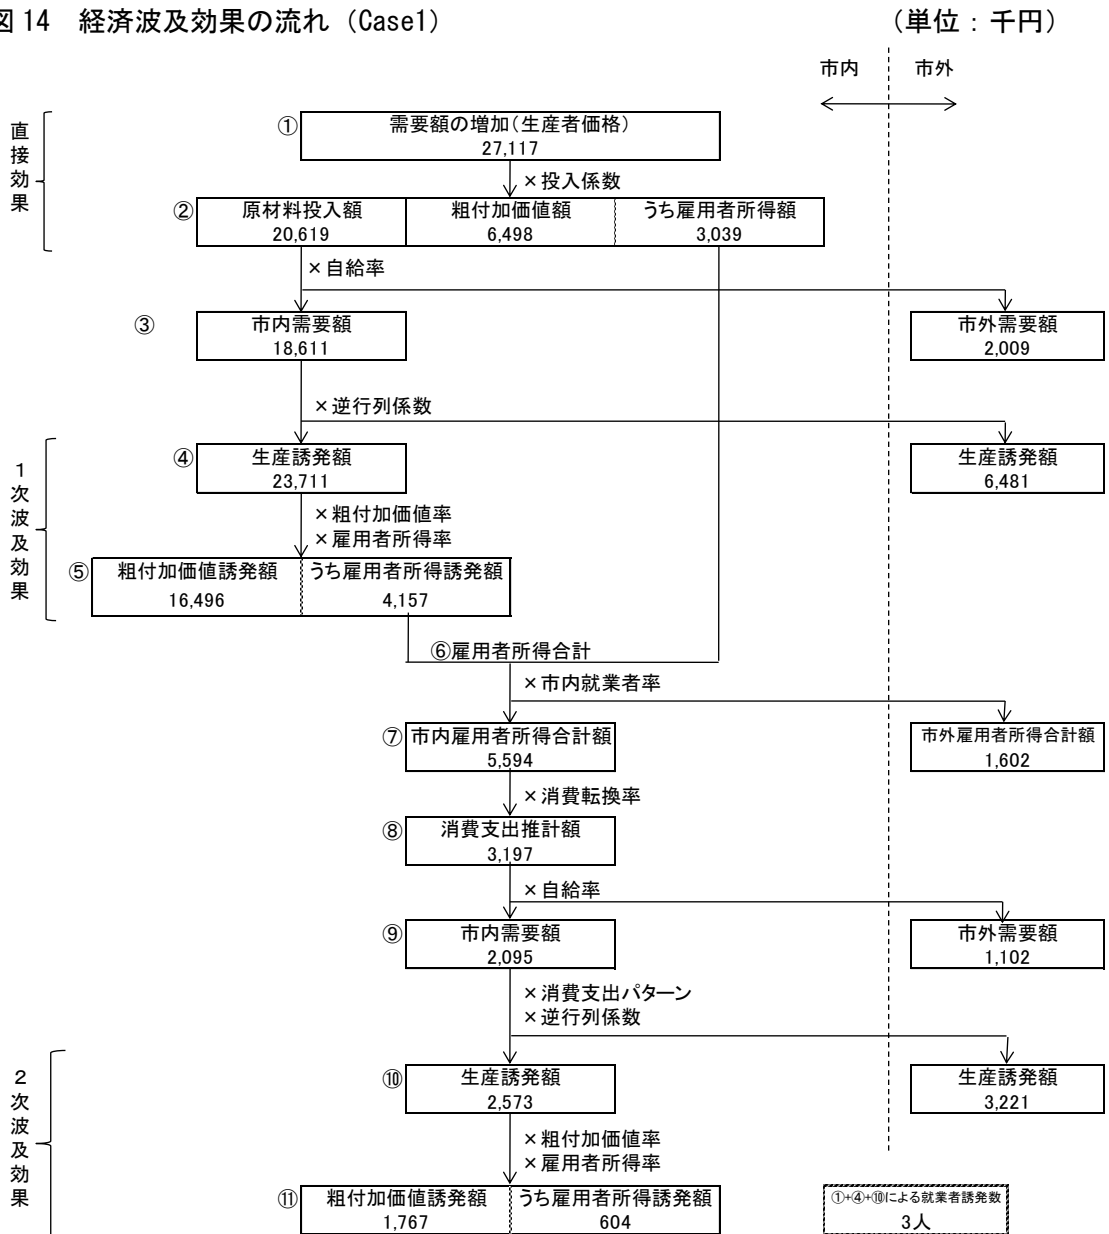 図 14　経済波及効果の流れ（Case1）
（単位：千円）
市内
市外
直接効果
①
需要額の増加（生産者価格）
27,117
×投入係数
②
原材料投入額
粗付加価値額
うち雇用者所得額
20,619
6,498
3,039
×自給率
③
市内需要額
18,611
市外需要額
2,009
×逆行列係数
1次波及効果
④
生産誘発額
23,711
生産誘発額
6,481
×粗付加価値率
×雇用者所得率
⑤
粗付加価値誘発額
うち雇用者所得誘発額
16,496
4,157
⑥雇用者所得合計
×市内就業者率
⑦
市内雇用者所得合計額
5,594
市外雇用者所得合計額
1,602
×消費転換率
⑧
消費支出推計額
3,197
×自給率
⑨
市内需要額
2,095
市外需要額
1,102
×消費支出パターン
×逆行列係数
2次波及効果
⑩
生産誘発額
2,573
生産誘発額
3,221
×粗付加価値率
×雇用者所得率
⑪
粗付加価値誘発額
うち雇用者所得誘発額
1,767
604
①+④+⑩による就業者誘発数
3人